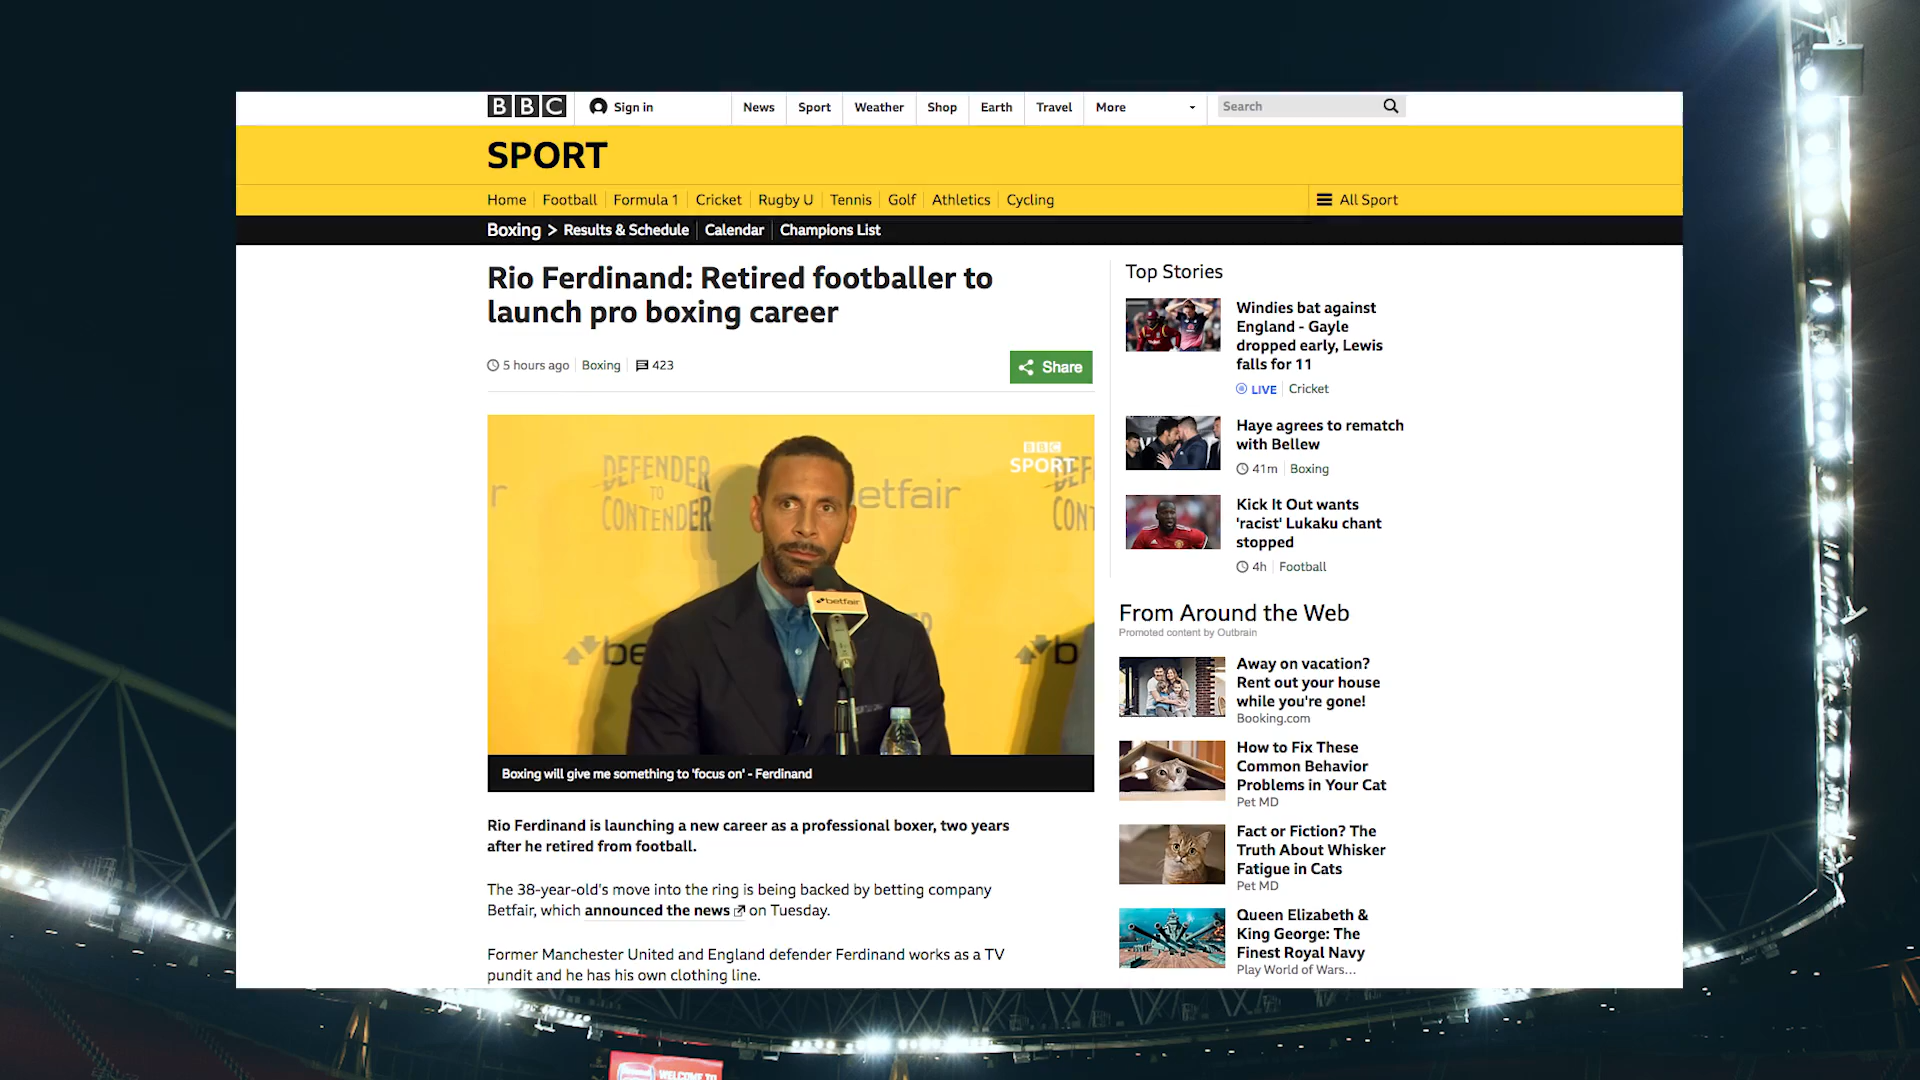 BBC
Sign in
News
Sport
Weather
Shop
Earth
Travel
More
Search
SPORT
Home
Football
Formula 1
Cricket
Rugby U
Tennis
Golf
Athletics
Cycling
All Sport
Boxing > Results & Schedule
Calendar
Champions List
Rio Ferdinand: Retired footballer to
launch pro boxing career
5 hours ago
Boxing
423
Share
DEFENDER
TO
CONTENDER
betfair
BBC
SPORT
betfair
Boxing will give me something to 'focus on' - Ferdinand
Rio Ferdinand is launching a new career as a professional boxer, two years
after he retired from football.
The 38-year-old's move into the ring is being backed by betting company
Betfair, which announced the news on Tuesday.
Former Manchester United and England defender Ferdinand works as a TV
pundit and he has his own clothing line.
Top Stories
Windies bat against
England - Gayle
dropped early, Lewis
falls for 11
LIVE
Cricket
Haye agrees to rematch
with Bellew
41m
Boxing
Kick It Out wants
'racist' Lukaku chant
stopped
4h
Football
From Around the Web
Promoted content by Outbrain
Away on vacation?
Rent out your house
while you're gone!
Booking.com
How to Fix These
Common Behavior
Problems in Your Cat
Pet MD
Fact or Fiction? The
Truth About Whisker
Fatigue in Cats
Pet MD
Queen Elizabeth &
King George: The
Finest Royal Navy
Play World of Wars...
WELCOME TO